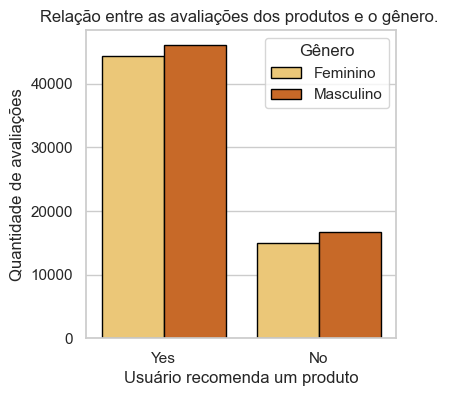 Relação entre as avaliações dos produtos e o gênero.
Gênero
Feminino
Masculino
Quantidade de avaliações
40000
30000
20000
10000
0
Yes
No
Usuário recomenda um produto